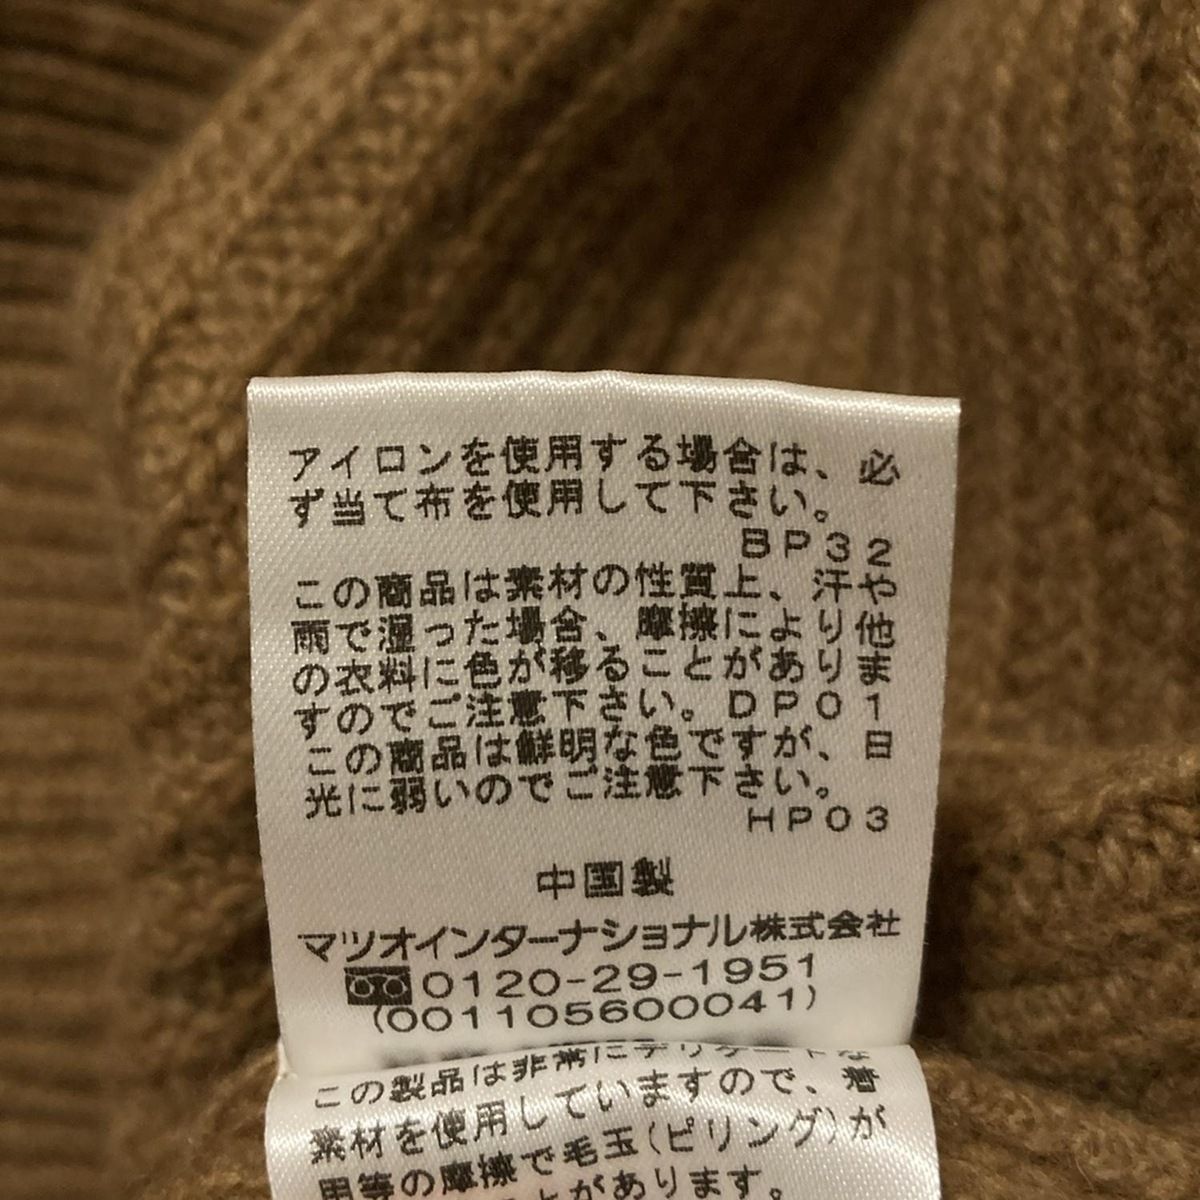 アイロンを使用する場合は、必
ず当て布を使用して下さい。
BP32
この商品は素材の性質上、汗や
雨で湿った場合、摩擦により他
の衣料に色が移ることがありま
すのでご注意下さい。DP01
この商品は鮮明な色ですが、日
光に弱いのでご注意下さい。
HP03
中国製
マツオインターナショナル株式会社
0120-29-1951
(001105600041)
この製品は非常にデリケートな
素材を使用していますので、着
用等の摩擦で毛玉(ピリング)が
とがあります。